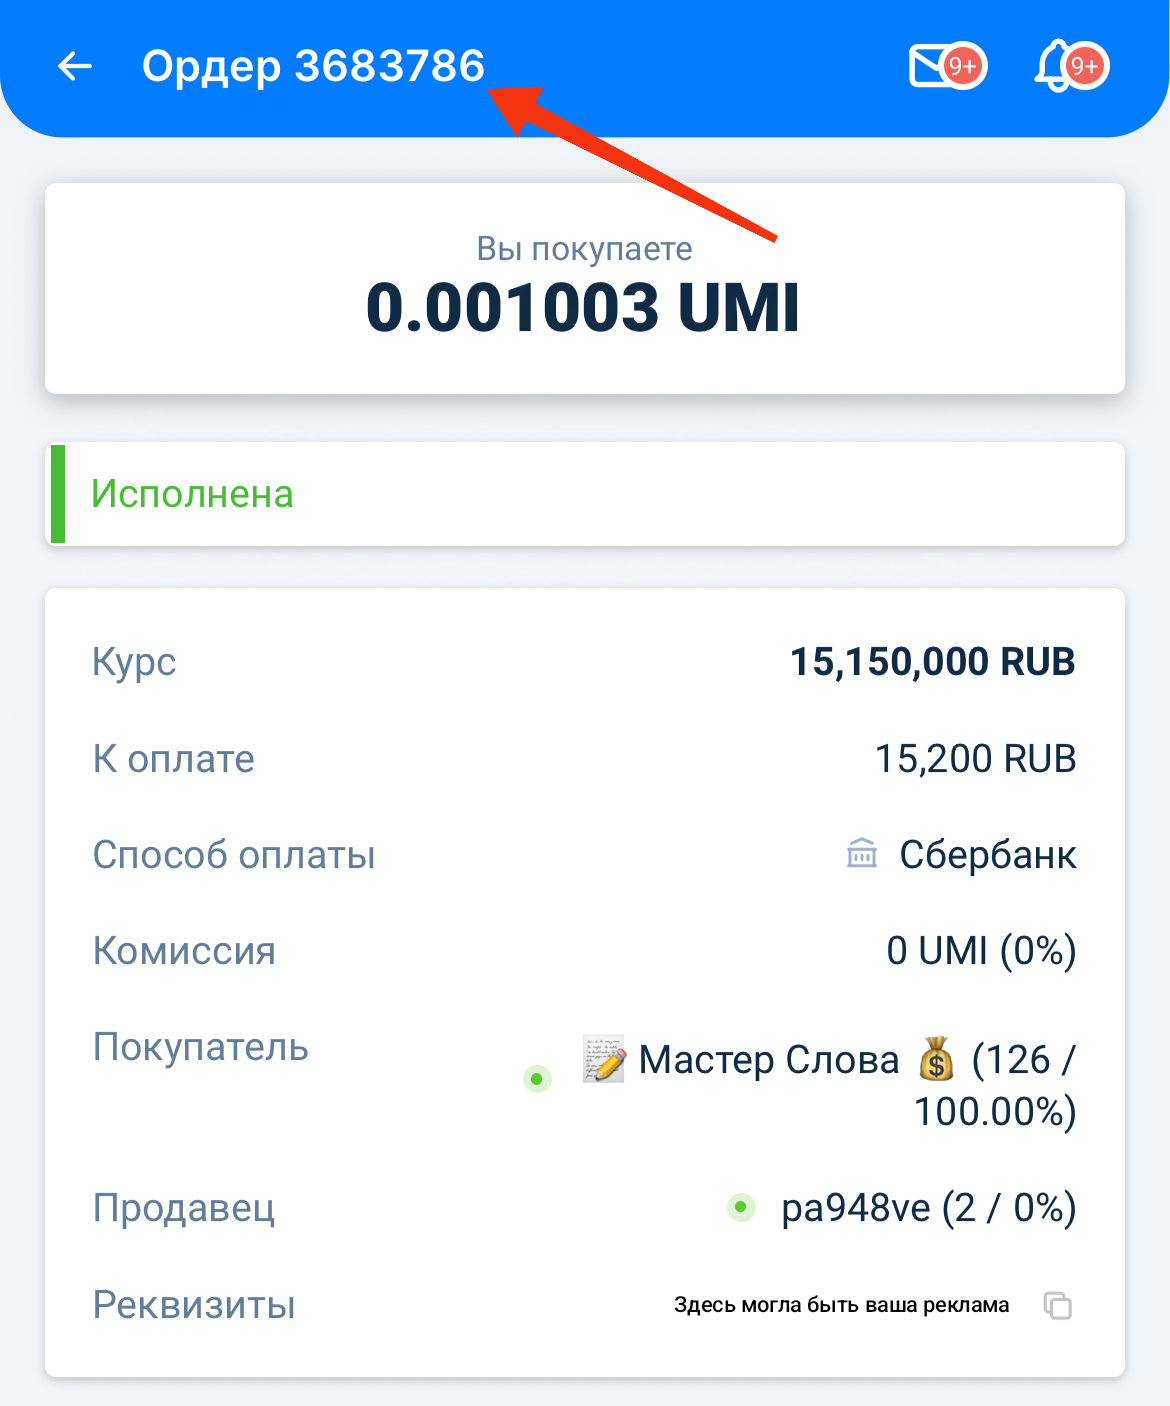 Ордер 3683786
9+
9+
Вы покупаете
0.001003 UMI
Исполнена
Курс
15,150,000 RUB
К оплате
15,200 RUB
Способ оплаты
Сбербанк
Комиссия
0 UMI (0%)
Покупатель
Мастер Слова 💰 (126 /
100.00%)
Продавец
pa948ve (2 / 0%)
Реквизиты
Здесь могла быть ваша реклама